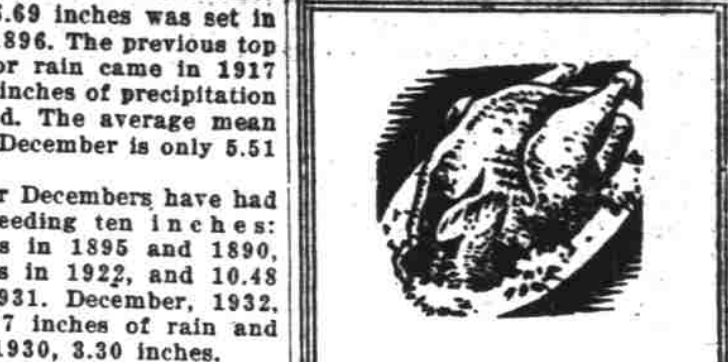 6.69 inches was set in
1896. The previous top
or rain came in 1917
inches of precipitation
d. The average mean
December is only 5.51
r Decembers have had
eeding ten inches:
s in 1895 and 1890,
s in 1922, and 10.48
931. December, 1932,
7 inches of rain and
1930, 3.30 inches.